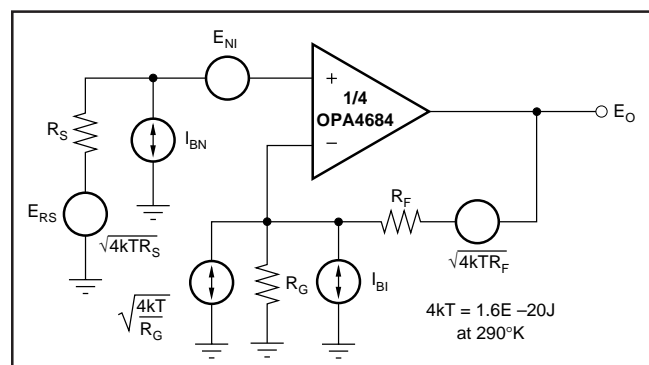 E_NI
+
1/4
OPA4684
−
E_O
R_S
I_BN
E_RS
√4kTR_S
R_F
√4kTR_F
√4kT/R_G
R_G
I_BI
4kT = 1.6E –20J
at 290°K